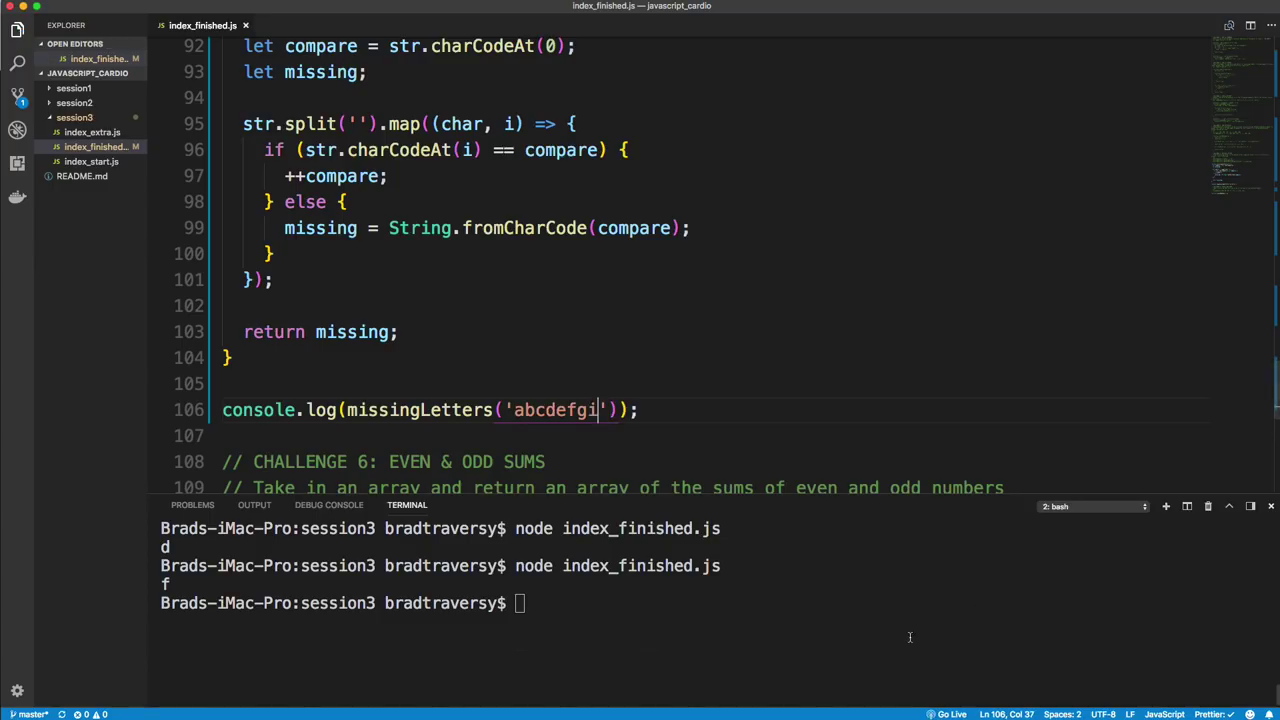 index_finished.js — javascript_cardio
EXPLORER
index_finished.js ×
OPEN EDITORS
index_finishe.. M
JAVASCRIPT_CARDIO
session1
session2
session3
index_extra.js
index_finished... M
index_start.js
README.md
1
92 let compare = str.charCodeAt(0);
93 let missing;
94
95 str.split('').map((char, i) => {
96 if (str.charCodeAt(i) == compare) {
97 ++compare;
98 } else {
99 missing = String.fromCharCode(compare);
100 }
101 });
102
103 return missing;
104 }
105
106 console.log(missingLetters('abcdefgi'));
107
108 // CHALLENGE 6: EVEN & ODD SUMS
109 // Take in an array and return an array of the sums of even and odd numbers
PROBLEMS OUTPUT DEBUG CONSOLE TERMINAL 2: bash
Brads-iMac-Pro:session3 bradtraversy$ node index_finished.js
d
Brads-iMac-Pro:session3 bradtraversy$ node index_finished.js
f
Brads-iMac-Pro:session3 bradtraversy$
master* 0 0 Go Live Ln 106, Col 37 Spaces: 2 UTF-8 LF JavaScript Prettier: ✓